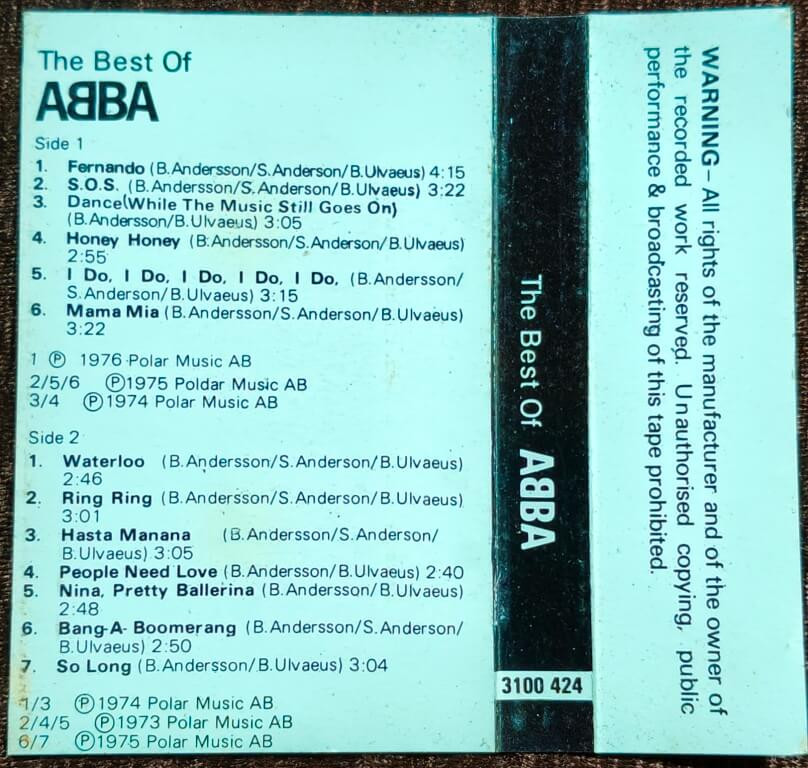 The Best Of
ABBA
Side 1
1. Fernando (B.Andersson/S.Anderson/B.Ulvaeus) 4:15
2. S.O.S. (B.Andersson/S.Anderson/B.Ulvaeus) 3:22
3. Dance(While The Music Still Goes On)
(B.Andersson/B.Ulvaeus) 3:05
4. Honey Honey (B.Andersson/S.Anderson/B.Ulvaeus)
2:55
5. I Do, I Do, I Do, I Do, I Do, (B.Andersson/
S.Anderson/B.Ulvaeus) 3:15
6. Mama Mia (B.Andersson/S.Anderson/B.Ulvaeus)
3:22
1 ℗ 1976 Polar Music AB
2/5/6 ℗1975 Poldar Music AB
3/4 ℗1974 Polar Music AB
Side 2
1. Waterloo (B.Andersson/S.Anderson/B.Ulvaeus)
2:46
2. Ring Ring (B.Andersson/S.Anderson/B.Ulvaeus)
3:01
3. Hasta Manana (B.Andersson/S.Anderson/
B.Ulvaeus) 3:05
4. People Need Love (B.Andersson/B.Ulvaeus) 2:40
5. Nina, Pretty Ballerina (B.Andersson/B.Ulvaeus)
2:48
6. Bang-A-Boomerang (B.Andersson/S.Anderson/
B.Ulvaeus) 2:50
7. So Long (B.Andersson/B.Ulvaeus) 3:04
1/3 ℗1974 Polar Music AB
2/4/5 ℗1973 Polar Music AB
6/7 ℗1975 Polar Music AB
The Best Of ABBA
3100 424
WARNING– All rights of the manufacturer and of the owner of
the recorded work reserved. Unauthorised copying, public
performance & broadcasting of this tape prohibited.